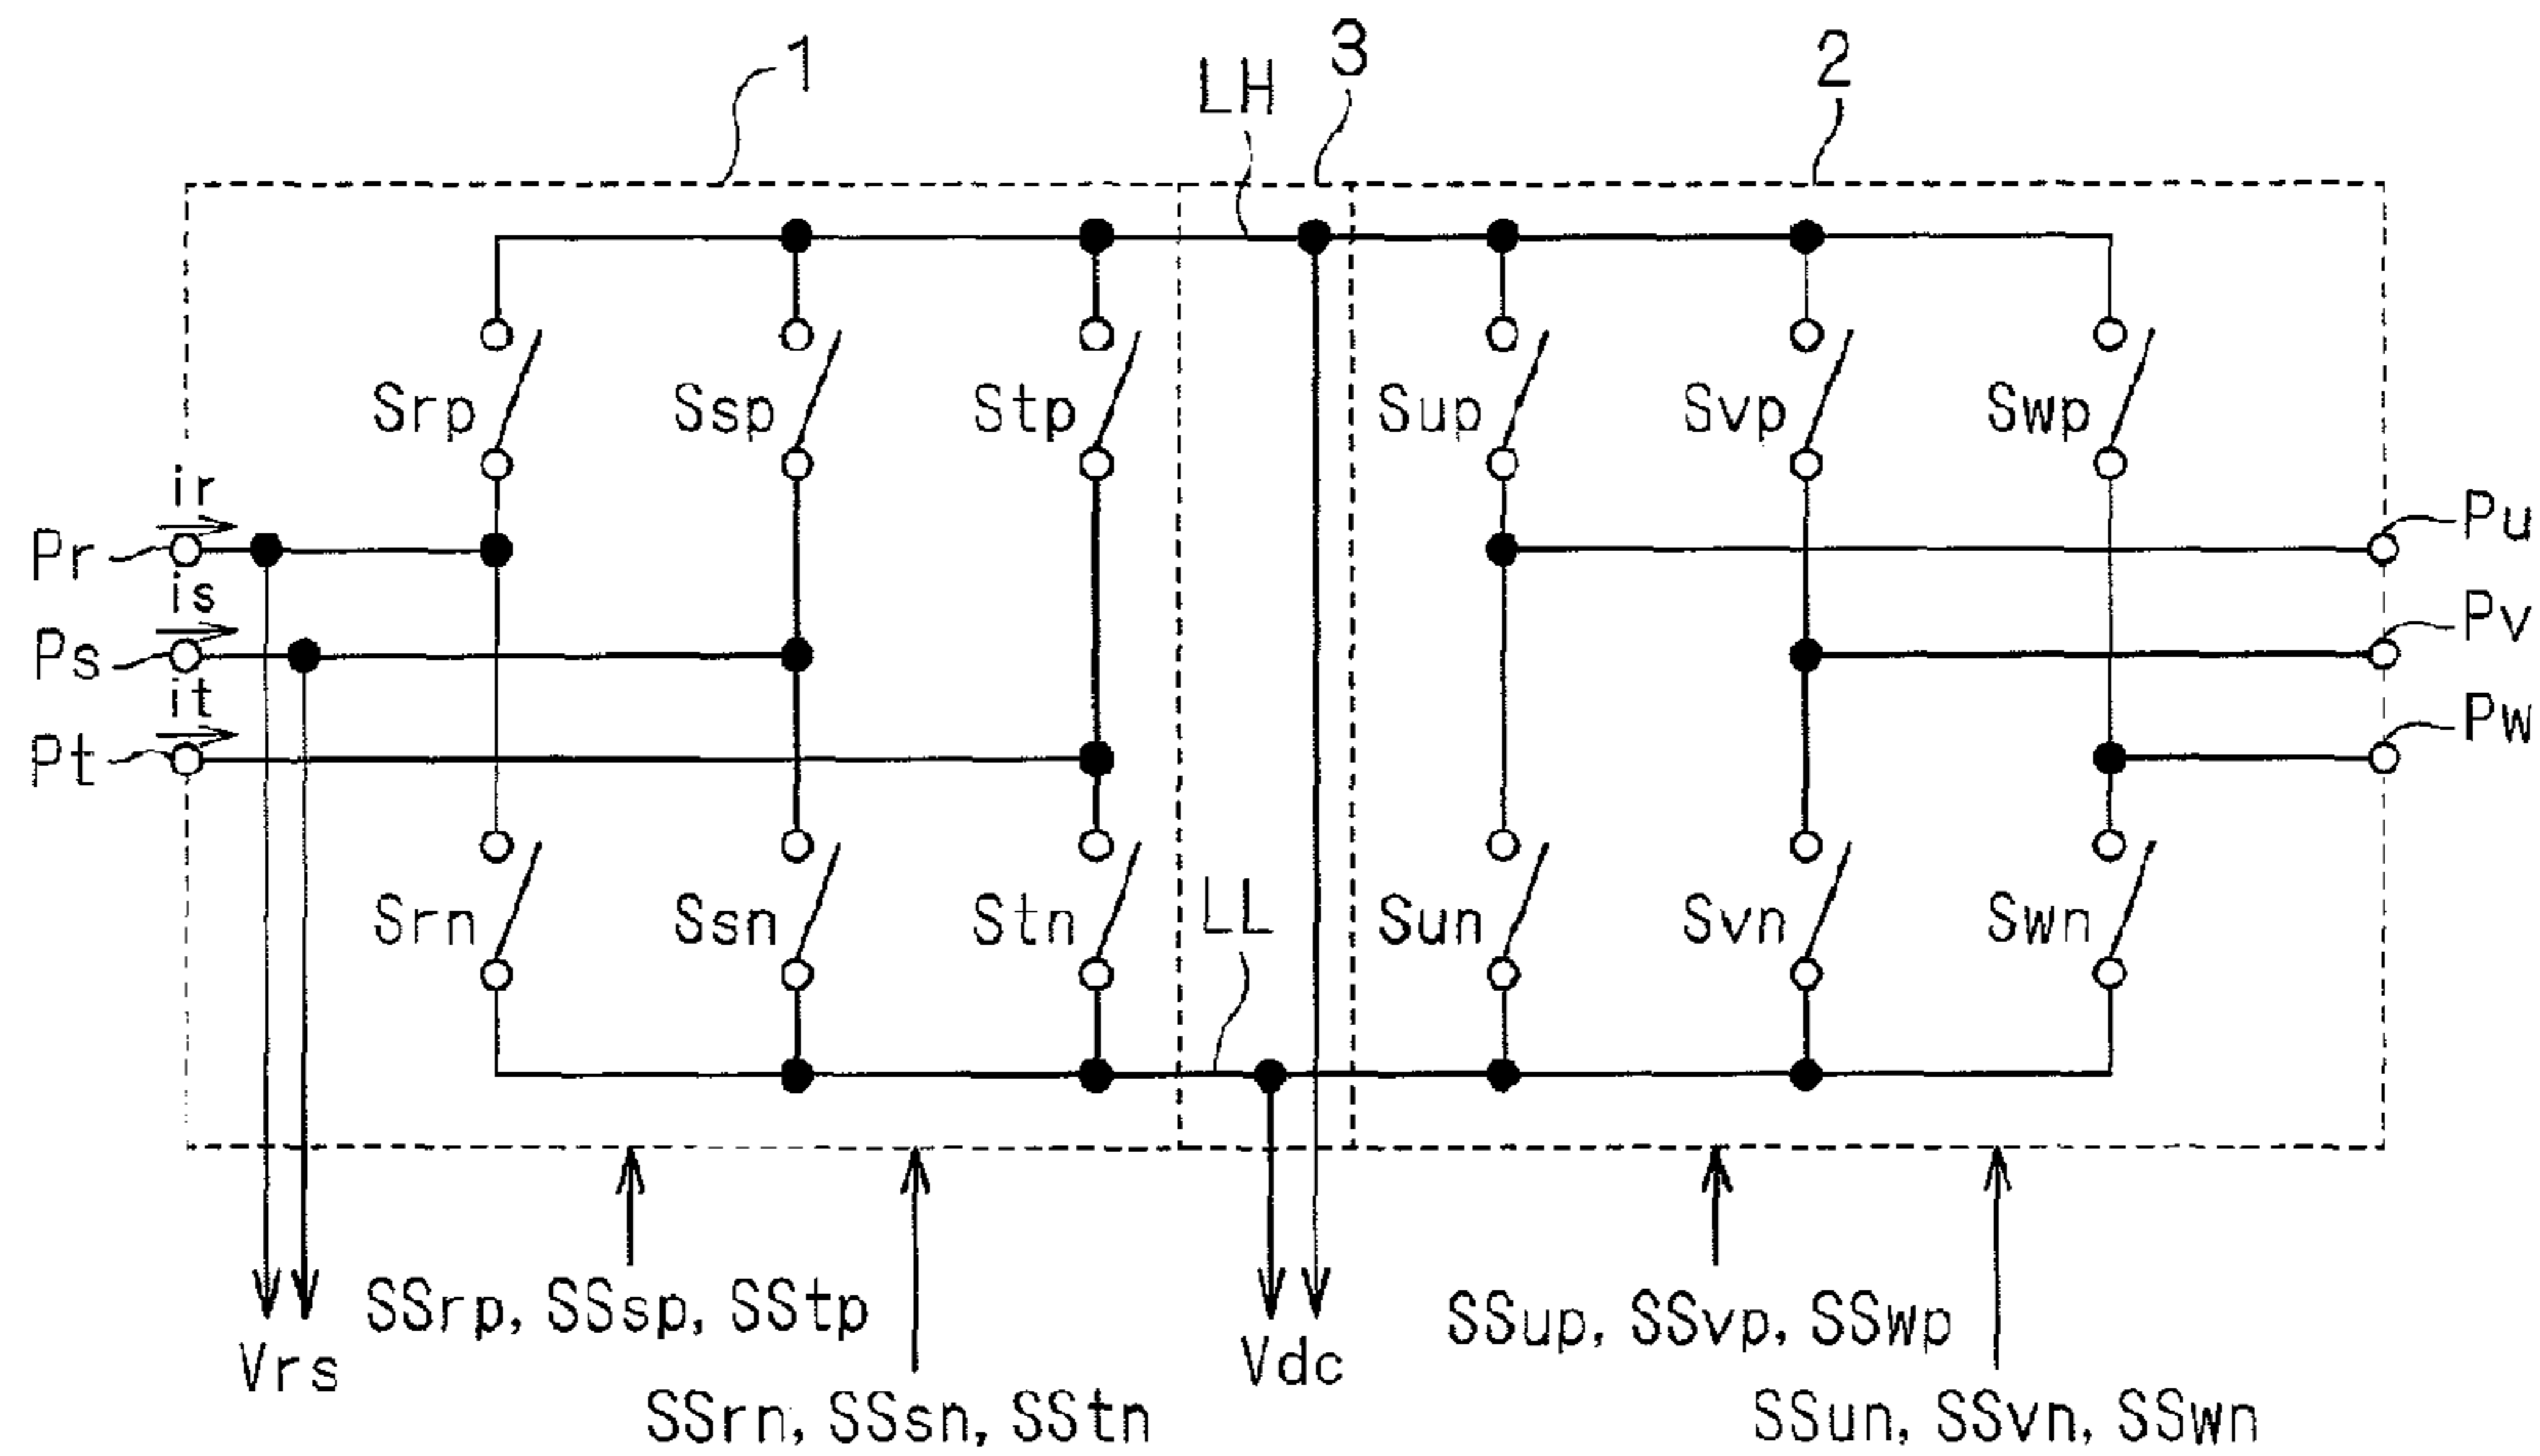 1
LH
3
2
Srp
Ssp
Stp
Sup
Svp
Swp
ir
Pr
Pu
is
Ps
Pv
it
Pt
Pw
Srn
Ssn
Stn
LL
Sun
Svn
Swn
SSrp, SSsp, SStp
SSup, SSvp, SSwp
Vrs
Vdc
SSrn, SSsn, SStn
SSun, SSvn, SSwn